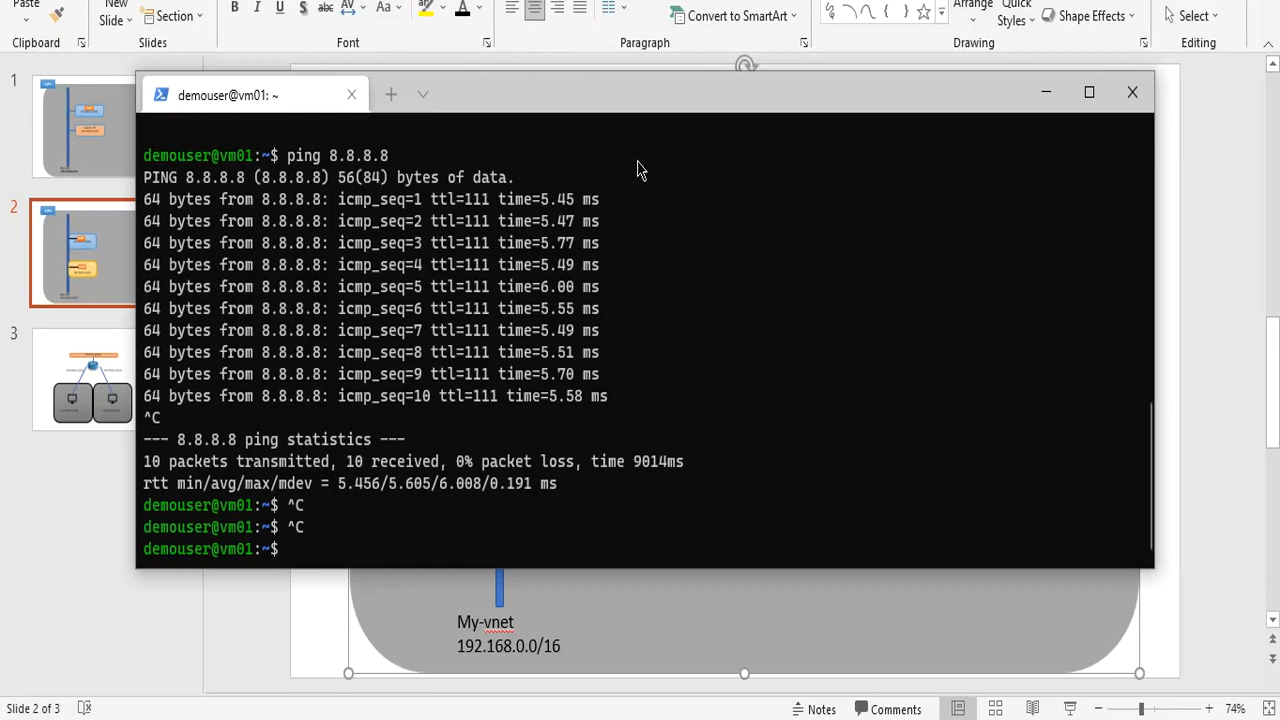 Paste
New
Slide
Section
B I U S abc AV Aa A
Convert to SmartArt
Arrange
Quick
Styles
Shape Effects
Select
Clipboard
Slides
Font
Paragraph
Drawing
Editing
1
2
3
demouser@vm01: ~
demouser@vm01:~$ ping 8.8.8.8
PING 8.8.8.8 (8.8.8.8) 56(84) bytes of data.
64 bytes from 8.8.8.8: icmp_seq=1 ttl=111 time=5.45 ms
64 bytes from 8.8.8.8: icmp_seq=2 ttl=111 time=5.47 ms
64 bytes from 8.8.8.8: icmp_seq=3 ttl=111 time=5.77 ms
64 bytes from 8.8.8.8: icmp_seq=4 ttl=111 time=5.49 ms
64 bytes from 8.8.8.8: icmp_seq=5 ttl=111 time=6.00 ms
64 bytes from 8.8.8.8: icmp_seq=6 ttl=111 time=5.55 ms
64 bytes from 8.8.8.8: icmp_seq=7 ttl=111 time=5.49 ms
64 bytes from 8.8.8.8: icmp_seq=8 ttl=111 time=5.51 ms
64 bytes from 8.8.8.8: icmp_seq=9 ttl=111 time=5.70 ms
64 bytes from 8.8.8.8: icmp_seq=10 ttl=111 time=5.58 ms
^C
--- 8.8.8.8 ping statistics ---
10 packets transmitted, 10 received, 0% packet loss, time 9014ms
rtt min/avg/max/mdev = 5.456/5.605/6.008/0.191 ms
demouser@vm01:~$ ^C
demouser@vm01:~$ ^C
demouser@vm01:~$
My-vnet
192.168.0.0/16
Slide 2 of 3
Notes
Comments
74%